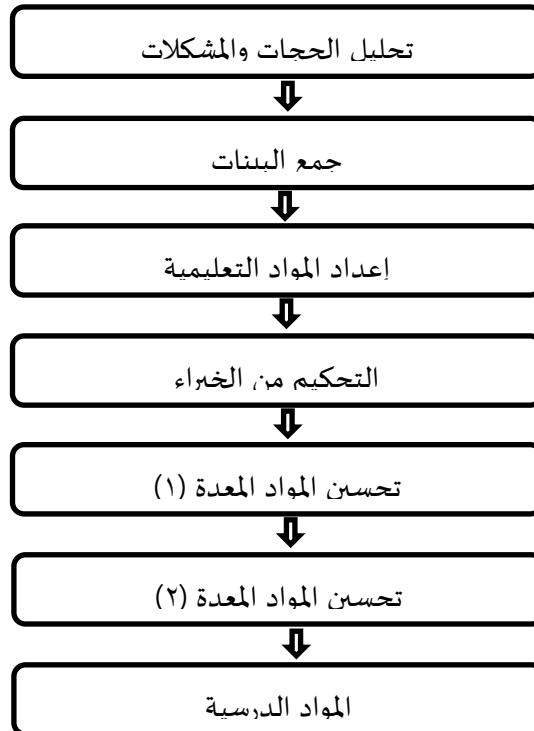 تحليل الحجات والمشكلات
جمع البينات
إعداد المواد التعليمية
التحكيم من الخبراء
تحسين المواد المعدة (١)
تحسين المواد المعدة (٢)
المواد الدرسية